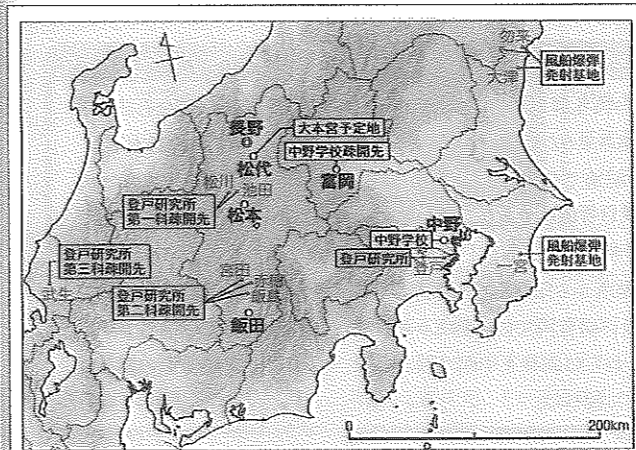 勿来
風船爆弾
発射基地
大津
長野
大本営予定地
松代
中野学校疎開先
松川
池田
富岡
登戸研究所
第一科疎開先
松本
中野
中野学校
登戸研究所
登戸
登戸研究所
第三科疎開先
武生
風船爆弾
発射基地
一宮
宮田
赤穂
飯島
登戸研究所
第二科疎開先
飯田
0
200km